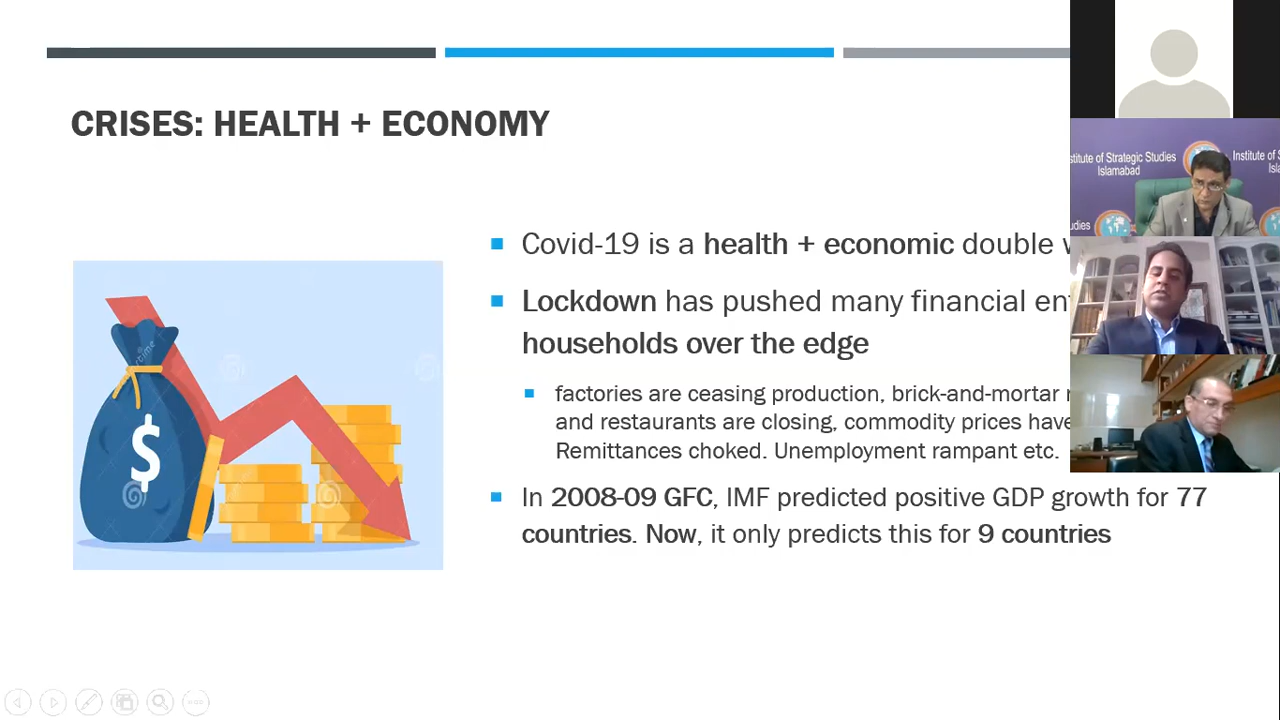 CRISES: HEALTH + ECONOMY
Covid-19 is a health + economic double
Lockdown has pushed many financial
households over the edge
factories are ceasing production, brick-and-mortar
and restaurants are closing, commodity prices have
Remittances choked. Unemployment rampant etc.
In 2008-09 GFC, IMF predicted positive GDP growth for 77
countries. Now, it only predicts this for 9 countries
$
stitute of Strategic Studies
Islamabad
Institute of S
Isla
udies